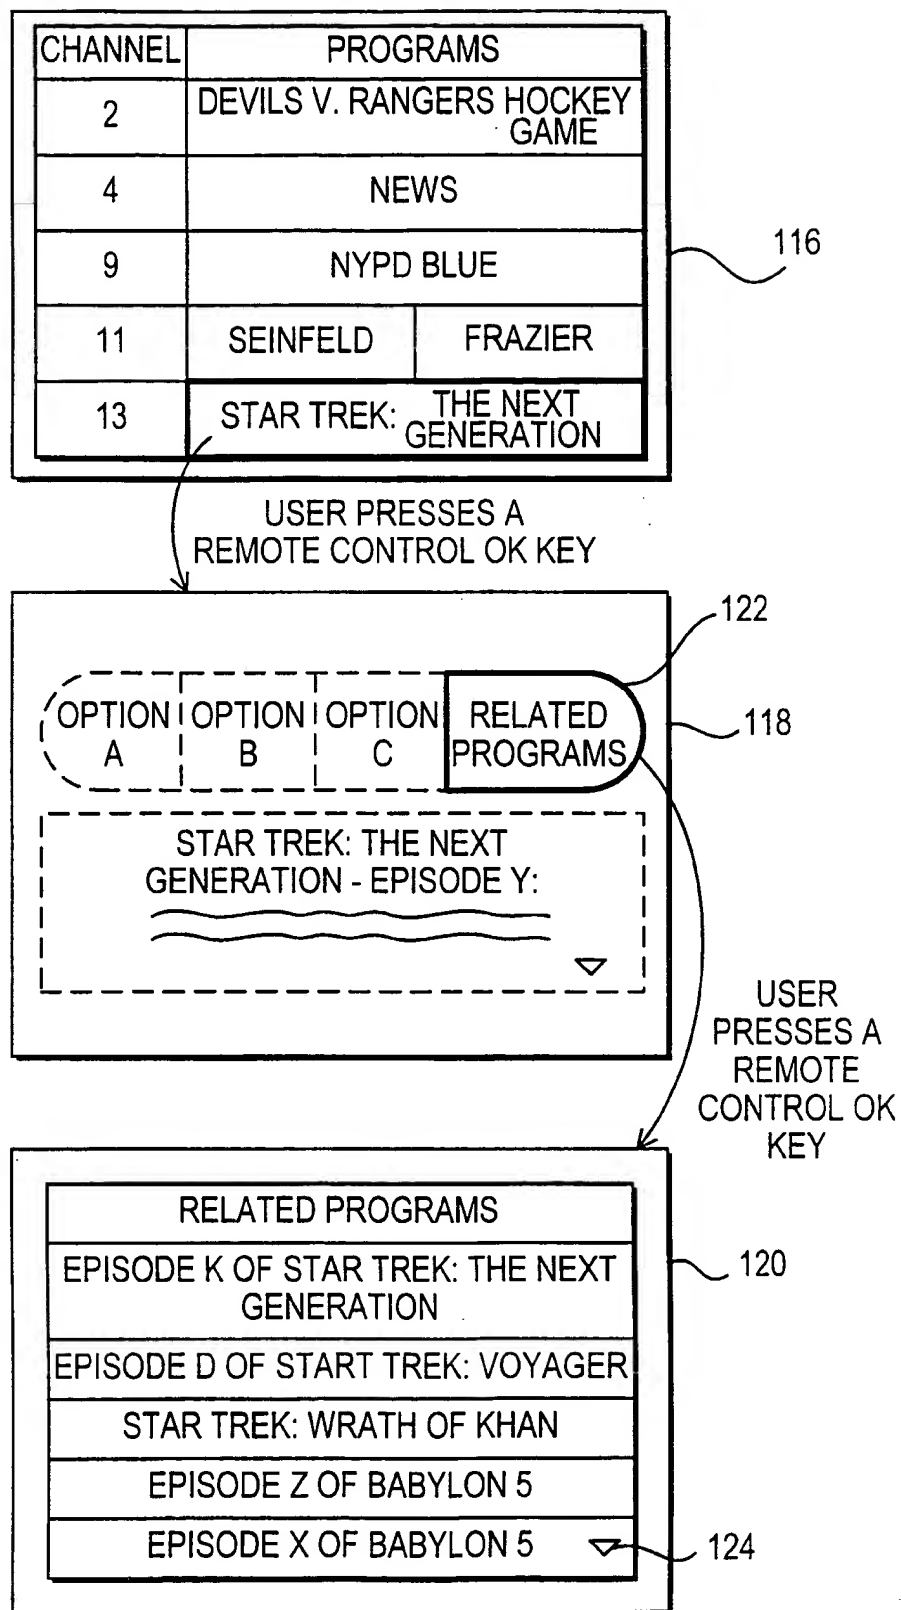 CHANNEL PROGRAMS
2 DEVILS V. RANGERS HOCKEY
GAME
4 NEWS
9 NYPD BLUE
116
11 SEINFELD FRAZIER
13 STAR TREK: THE NEXT
GENERATION
USER PRESSES A
REMOTE CONTROL OK KEY
122
118
OPTION A
OPTION B
OPTION C
RELATED
PROGRAMS
STAR TREK: THE NEXT
GENERATION - EPISODE Y:
USER
PRESSES A
REMOTE
CONTROL OK
KEY
RELATED PROGRAMS
120
EPISODE K OF STAR TREK: THE NEXT
GENERATION
EPISODE D OF START TREK: VOYAGER
STAR TREK: WRATH OF KHAN
EPISODE Z OF BABYLON 5
EPISODE X OF BABYLON 5
124